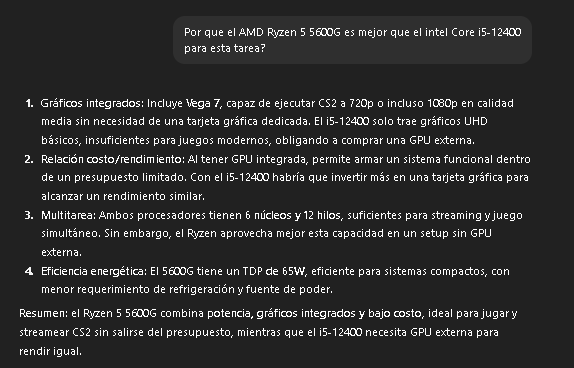 Por que el AMD Ryzen 5 5600G es mejor que el intel Core i5-12400
para esta tarea?
1. Gráficos integrados: Incluye Vega 7, capaz de ejecutar CS2 a 720p o incluso 1080p en calidad
media sin necesidad de una tarjeta gráfica dedicada. El i5-12400 solo trae gráficos UHD
básicos, insuficientes para juegos modernos, obligando a comprar una GPU externa.
2. Relación costo/rendimiento: Al tener GPU integrada, permite armar un sistema funcional dentro
de un presupuesto limitado. Con el i5-12400 habría que invertir más en una tarjeta gráfica para
alcanzar un rendimiento similar.
3. Multitarea: Ambos procesadores tienen 6 núcleos y 12 hilos, suficientes para streaming y juego
simultáneo. Sin embargo, el Ryzen aprovecha mejor esta capacidad en un setup sin GPU
externa.
4. Eficiencia energética: El 5600G tiene un TDP de 65W, eficiente para sistemas compactos, con
menor requerimiento de refrigeración y fuente de poder.
Resumen: el Ryzen 5 5600G combina potencia, gráficos integrados y bajo costo, ideal para jugar y
streamear CS2 sin salirse del presupuesto, mientras que el i5-12400 necesita GPU externa para
rendir igual.